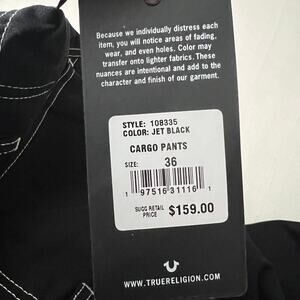 Because we individually distress each
item, you will notice areas of fading,
wear, and even holes. Color may
transfer onto lighter fabrics. These
nuances are intentional and add to the
character and finish of our garment.
STYLE: 108335
COLOR: JET BLACK
CARGO PANTS
SIZE: 36
1 97516 31116 1
SUGG RETAIL
PRICE $159.00
WWW.TRUERELIGION.COM